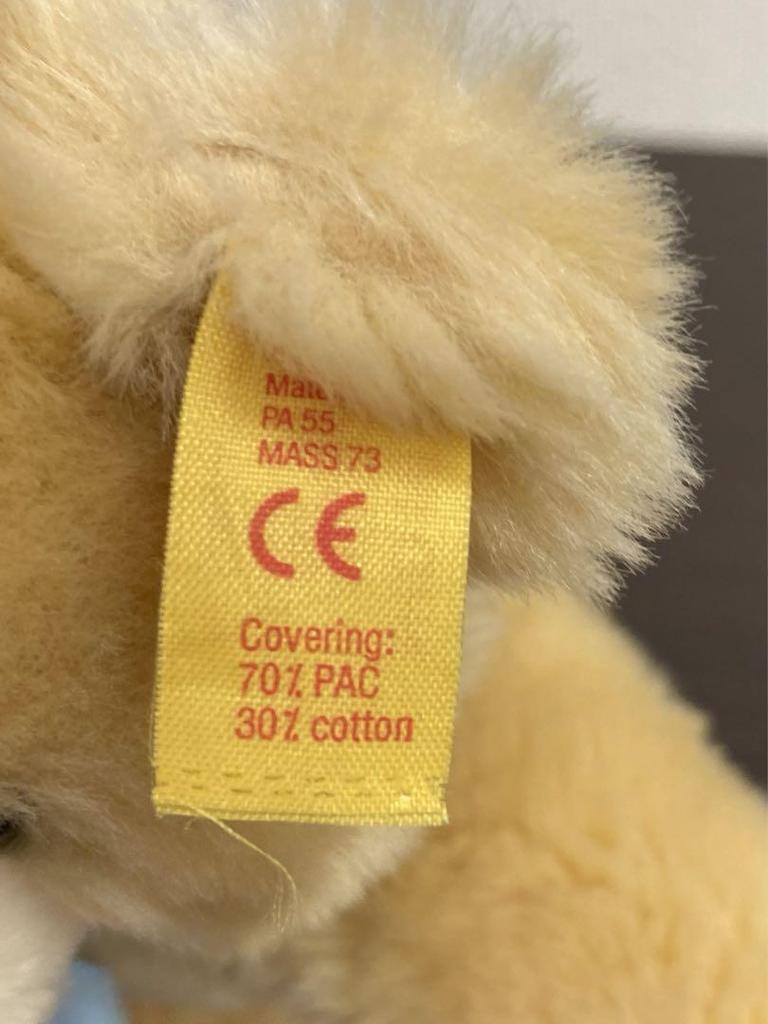 PA 55
MASS 73
CE
Covering:
70% PAC
30% cotton